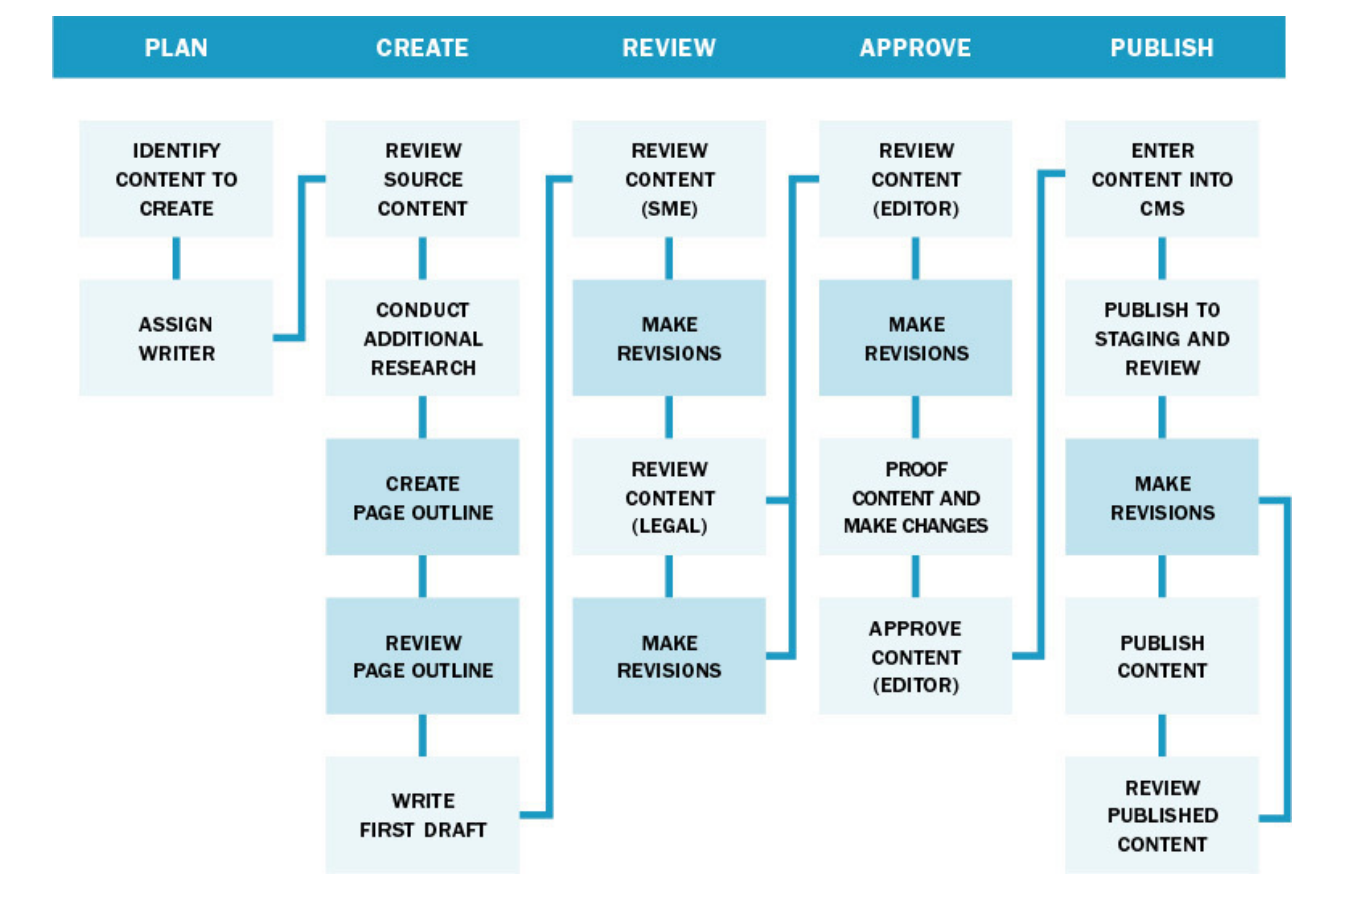 PLAN
CREATE
REVIEW
APPROVE
PUBLISH
IDENTIFY
CONTENT TO
CREATE
ASSIGN
WRITER
REVIEW
SOURCE
CONTENT
CONDUCT
ADDITIONAL
RESEARCH
CREATE
PAGE OUTLINE
REVIEW
PAGE OUTLINE
WRITE
FIRST DRAFT
REVIEW
CONTENT
(SME)
MAKE
REVISIONS
REVIEW
CONTENT
(LEGAL)
MAKE
REVISIONS
REVIEW
CONTENT
(EDITOR)
MAKE
REVISIONS
PROOF
CONTENT AND
MAKE CHANGES
APPROVE
CONTENT
(EDITOR)
ENTER
CONTENT INTO
CMS
PUBLISH TO
STAGING AND
REVIEW
MAKE
REVISIONS
PUBLISH
CONTENT
REVIEW
PUBLISHED
CONTENT